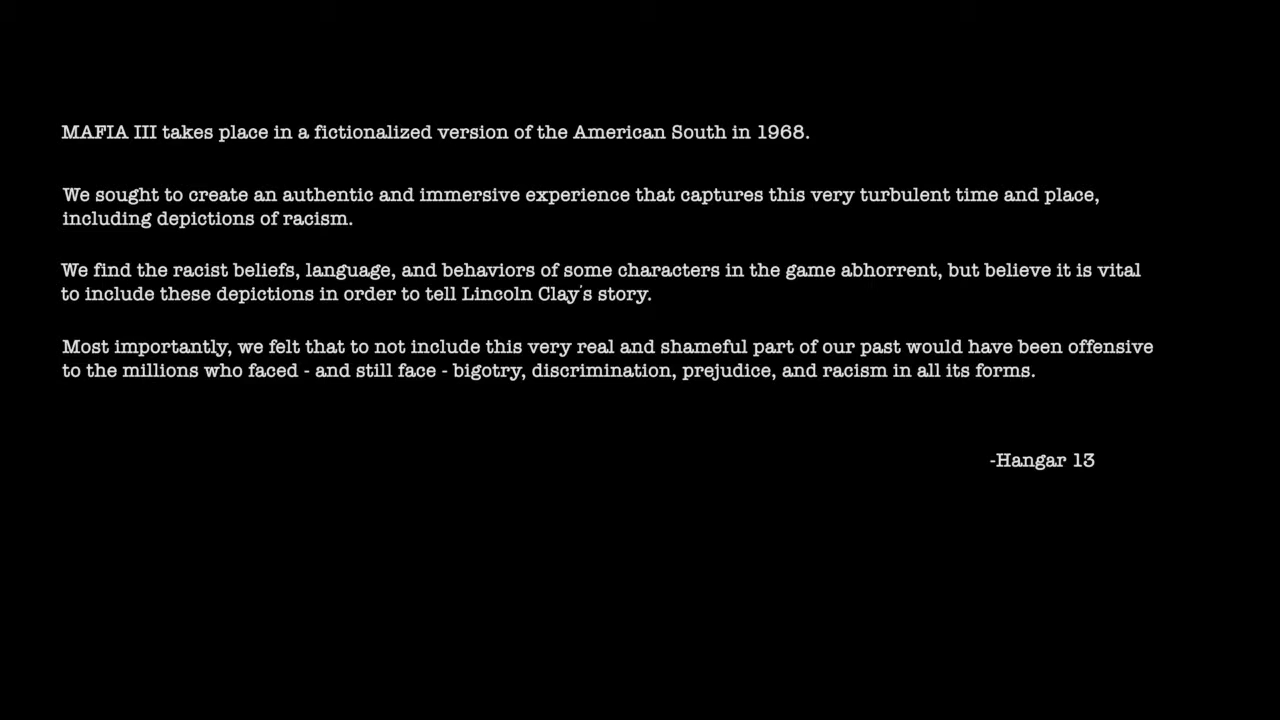 MAFIA III takes place in a fictionalized version of the American South in 1968.
We sought to create an authentic and immersive experience that captures this very turbulent time and place,
including depictions of racism.
We find the racist beliefs, language, and behaviors of some characters in the game abhorrent, but believe it is vital
to include these depictions in order to tell Lincoln Clay's story.
Most importantly, we felt that to not include this very real and shameful part of our past would have been offensive
to the millions who faced - and still face - bigotry, discrimination, prejudice, and racism in all its forms.
-Hangar 13